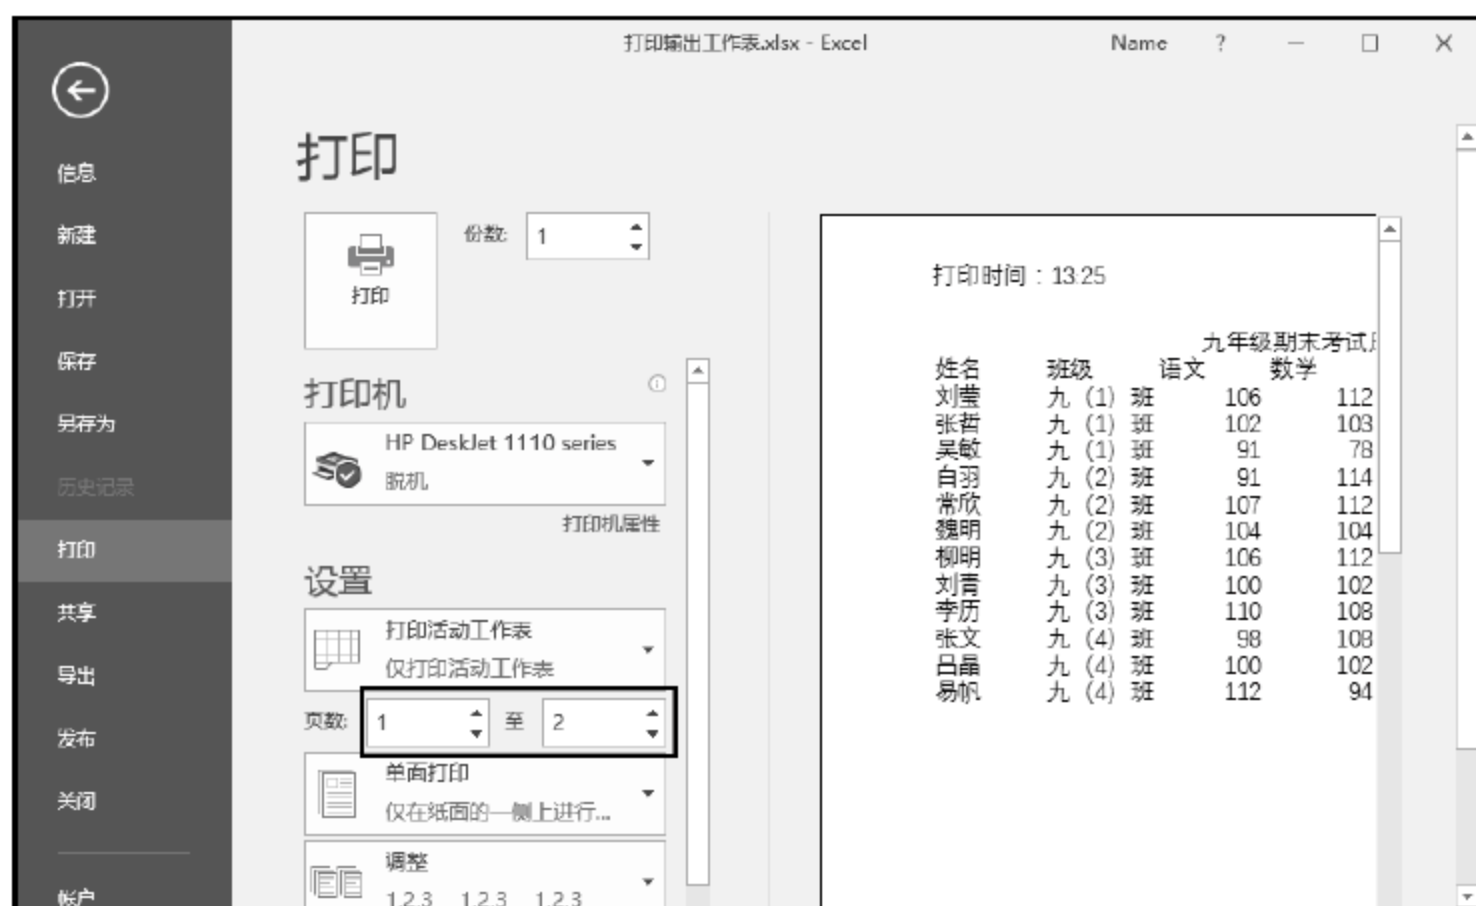 打印输出工作表.xlsx - Excel
Name
?
信息
新建
打开
保存
另存为
历史记录
打印
共享
导出
发布
关闭
帐户
打印
打印
份数: 1
打印机
HP DeskJet 1110 series
脱机
打印机属性
设置
打印活动工作表
仅打印活动工作表
页数: 1 至 2
单面打印
仅在纸面的一侧上进行...
调整
1,2,3 1,2,3 1,2,3
打印时间：13:25
九年级期末考试
姓名 班级 语文 数学
刘莹 九（1）班 106 112
张哲 九（1）班 102 103
吴敏 九（1）班 91 78
白羽 九（2）班 91 114
常欣 九（2）班 107 112
魏明 九（2）班 104 104
柳明 九（3）班 106 112
刘青 九（3）班 100 102
李历 九（3）班 110 108
张文 九（4）班 98 108
吕晶 九（4）班 100 102
易帆 九（4）班 112 94